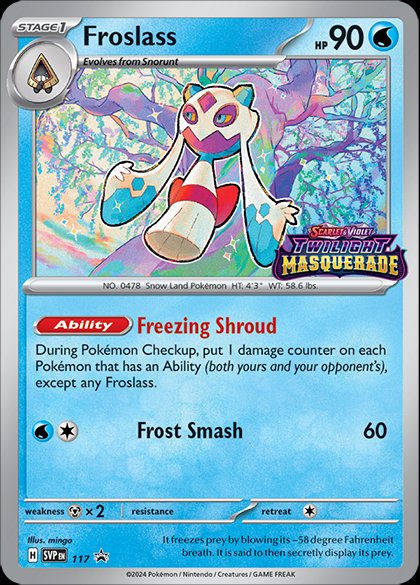 STAGE 1
Froslass
HP 90
Evolves from Snorunt
SCARLET & VIOLET
TWILIGHT
MASQUERADE
NO. 0478 Snow Land Pokémon HT: 4'3" WT: 58.6 lbs.
Ability Freezing Shroud
During Pokémon Checkup, put 1 damage counter on each
Pokémon that has an Ability (both yours and your opponent's),
except any Froslass.
Frost Smash 60
weakness ×2 resistance retreat
Illus. mingo
H SVP EN 117
It freezes prey by blowing its −58 degree Fahrenheit
breath. It is said to then secretly display its prey.
©2024 Pokémon / Nintendo / Creatures / GAME FREAK